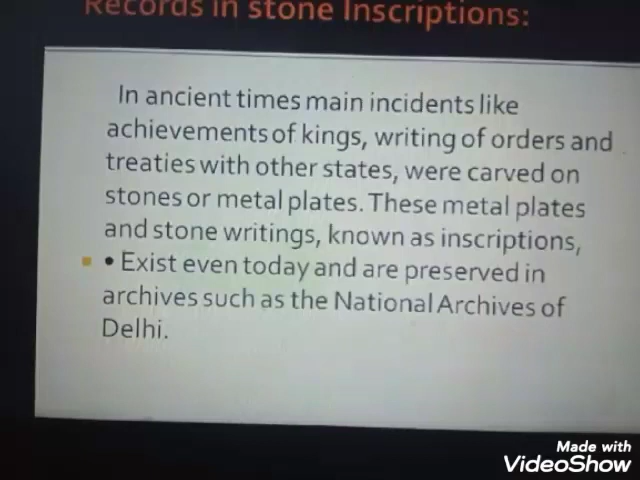 Records in stone Inscriptions:
In ancient times main incidents like
achievements of kings, writing of orders and
treaties with other states, were carved on
stones or metal plates. These metal plates
and stone writings, known as inscriptions,
• Exist even today and are preserved in
archives such as the National Archives of
Delhi.
Made with
VideoShow